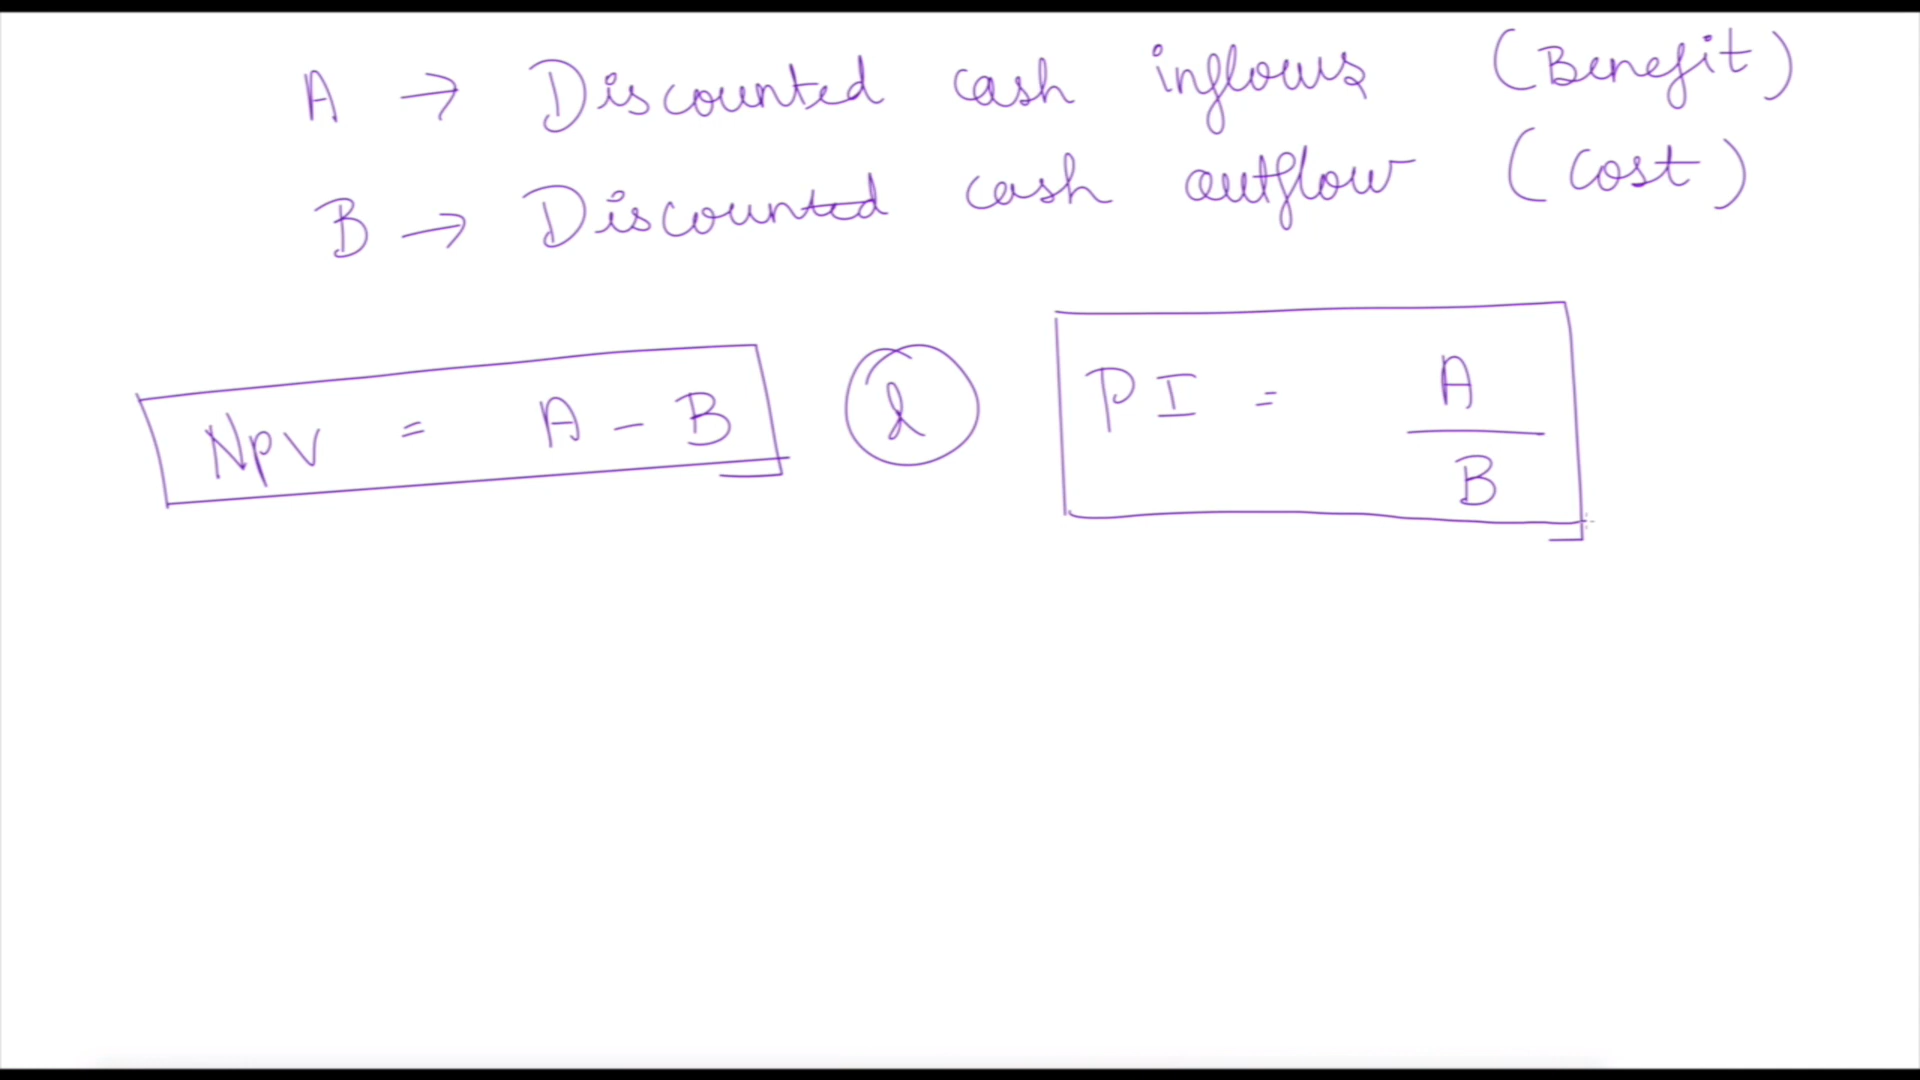 A → Discounted cash inflows (Benefit)
B → Discounted cash outflow (Cost)
NPV = A - B & PI = A / B